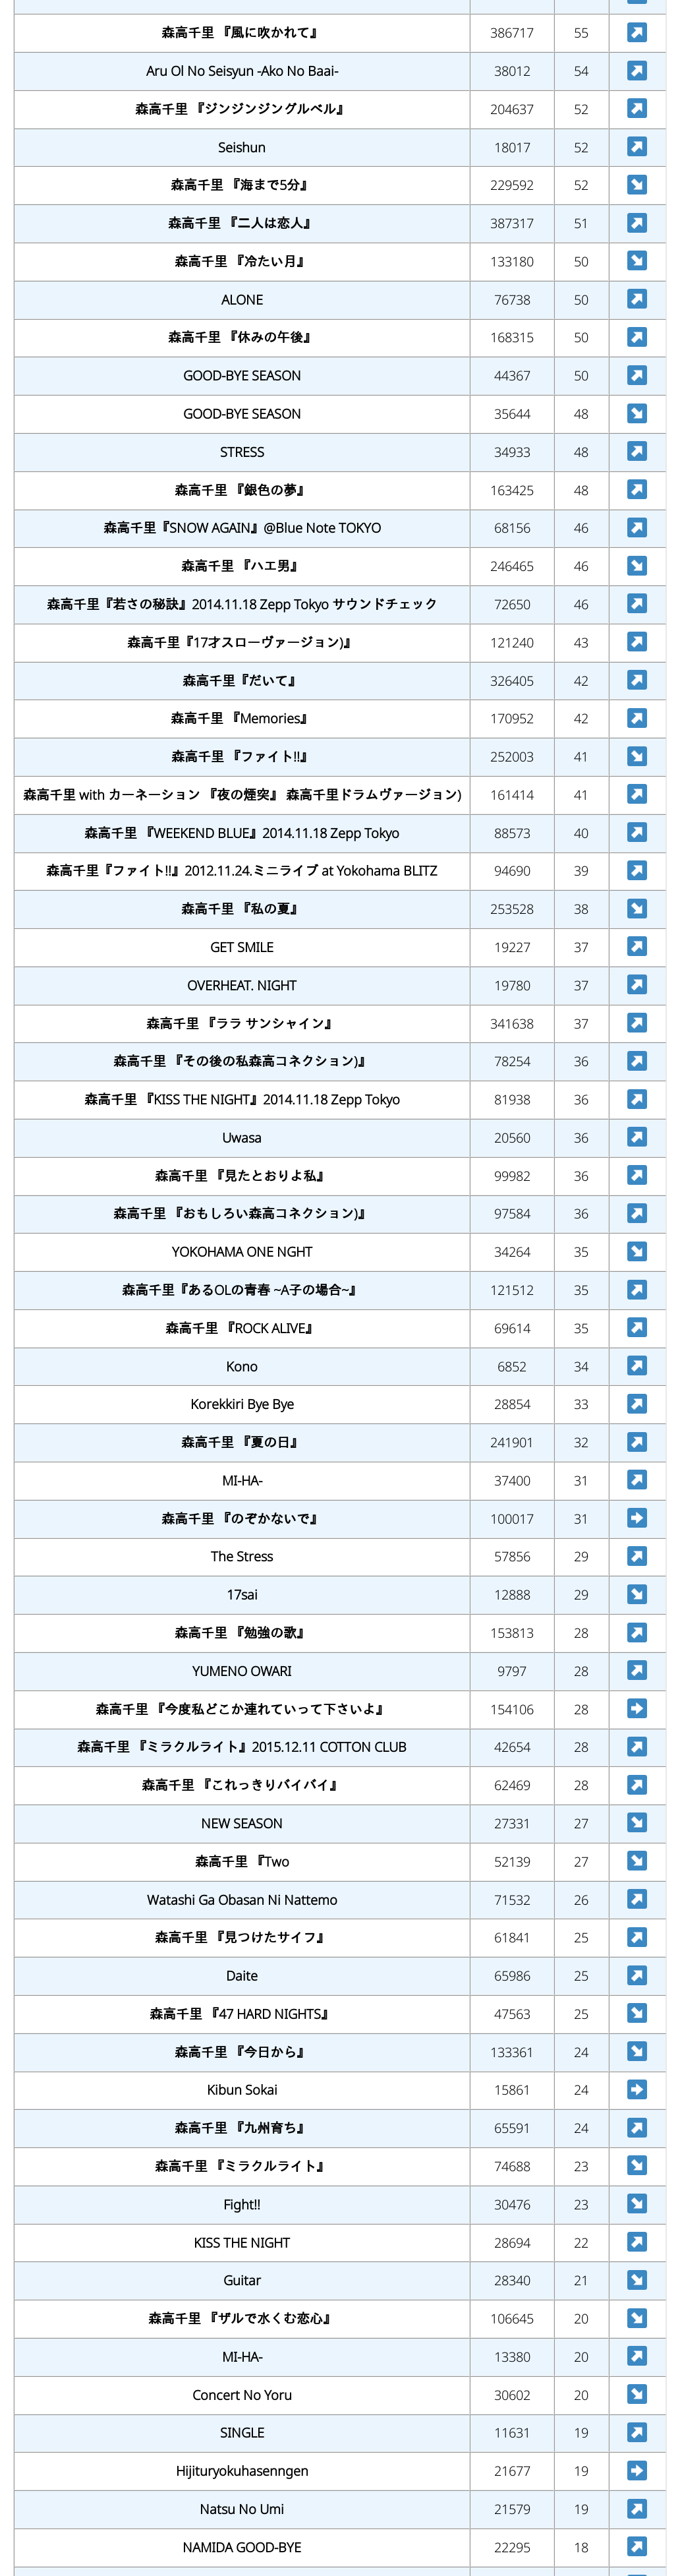 森高千里 『風に吹かれて』 386717 55 ↗
Aru Ol No Seisyun -Ako No Baai- 38012 54 ↗
森高千里 『ジンジンジングルベル』 204637 52 ↗
Seishun 18017 52 ↗
森高千里 『海まで5分』 229592 52 ↘
森高千里 『二人は恋人』 387317 51 ↗
森高千里 『冷たい月』 133180 50 ↘
ALONE 76738 50 ↗
森高千里 『休みの午後』 168315 50 ↗
GOOD-BYE SEASON 44367 50 ↗
GOOD-BYE SEASON 35644 48 ↘
STRESS 34933 48 ↗
森高千里 『銀色の夢』 163425 48 ↗
森高千里『SNOW AGAIN』@Blue Note TOKYO 68156 46 ↗
森高千里 『ハエ男』 246465 46 ↘
森高千里『若さの秘訣』2014.11.18 Zepp Tokyo サウンドチェック 72650 46 ↗
森高千里『17才スローヴァージョン)』 121240 43 ↗
森高千里『だいて』 326405 42 ↗
森高千里 『Memories』 170952 42 ↗
森高千里 『ファイト!!』 252003 41 ↘
森高千里 with カーネーション 『夜の煙突』 森高千里ドラムヴァージョン) 161414 41 ↗
森高千里 『WEEKEND BLUE』2014.11.18 Zepp Tokyo 88573 40 ↗
森高千里『ファイト!!』2012.11.24.ミニライブ at Yokohama BLITZ 94690 39 ↗
森高千里 『私の夏』 253528 38 ↘
GET SMILE 19227 37 ↗
OVERHEAT. NIGHT 19780 37 ↗
森高千里 『ララ サンシャイン』 341638 37 ↗
森高千里 『その後の私森高コネクション)』 78254 36 ↗
森高千里 『KISS THE NIGHT』2014.11.18 Zepp Tokyo 81938 36 ↗
Uwasa 20560 36 ↗
森高千里 『見たとおりよ私』 99982 36 ↗
森高千里 『おもしろい森高コネクション)』 97584 36 ↗
YOKOHAMA ONE NGHT 34264 35 ↘
森高千里『あるOLの青春 ~A子の場合~』 121512 35 ↗
森高千里 『ROCK ALIVE』 69614 35 ↗
Kono 6852 34 ↗
Korekkiri Bye Bye 28854 33 ↗
森高千里 『夏の日』 241901 32 ↗
MI-HA- 37400 31 ↗
森高千里 『のぞかないで』 100017 31 ➡
The Stress 57856 29 ↗
17sai 12888 29 ↘
森高千里 『勉強の歌』 153813 28 ↗
YUMENO OWARI 9797 28 ↗
森高千里 『今度私どこか連れていって下さいよ』 154106 28 ➡
森高千里 『ミラクルライト』2015.12.11 COTTON CLUB 42654 28 ↗
森高千里 『これっきりバイバイ』 62469 28 ↗
NEW SEASON 27331 27 ↘
森高千里 『Two 52139 27 ↘
Watashi Ga Obasan Ni Nattemo 71532 26 ↗
森高千里 『見つけたサイフ』 61841 25 ↗
Daite 65986 25 ↗
森高千里 『47 HARD NIGHTS』 47563 25 ↘
森高千里 『今日から』 133361 24 ↘
Kibun Sokai 15861 24 ➡
森高千里 『九州育ち』 65591 24 ↗
森高千里 『ミラクルライト』 74688 23 ↘
Fight!! 30476 23 ↘
KISS THE NIGHT 28694 22 ↗
Guitar 28340 21 ↘
森高千里 『ザルで水くむ恋心』 106645 20 ↘
MI-HA- 13380 20 ↗
Concert No Yoru 30602 20 ↘
SINGLE 11631 19 ↗
Hijituryokuhasenngen 21677 19 ➡
Natsu No Umi 21579 19 ↗
NAMIDA GOOD-BYE 22295 18 ↗